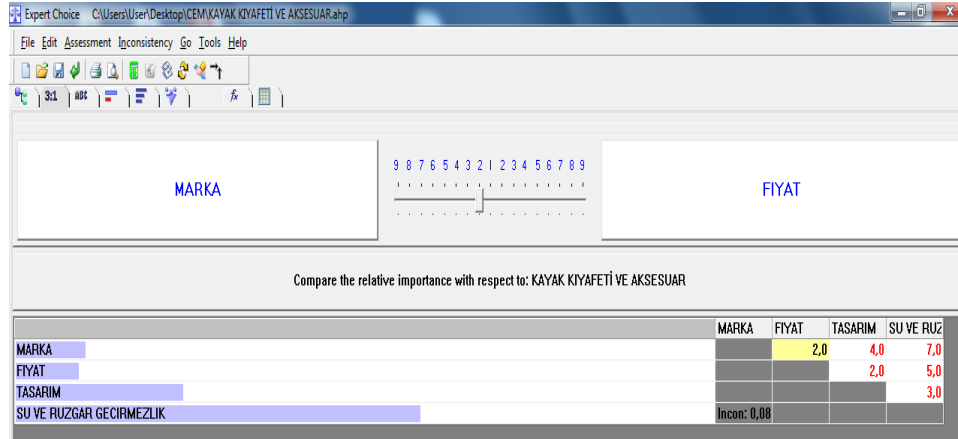 Expert Choice C:\Users\User\Desktop\CEM\KAYAK KIYAFETİ VE AKSESUAR.ahp
File Edit Assessment Inconsistency Go Tools Help
3:1 ABC fx
9 8 7 6 5 4 3 2 1 2 3 4 5 6 7 8 9
MARKA FIYAT
Compare the relative importance with respect to: KAYAK KIYAFETİ VE AKSESUAR
MARKA FIYAT TASARIM SU VE RUZ
MARKA 2,0 4,0 7,0
FIYAT 2,0 5,0
TASARIM 3,0
SU VE RUZGAR GECIRMEZLIK Incon: 0,08